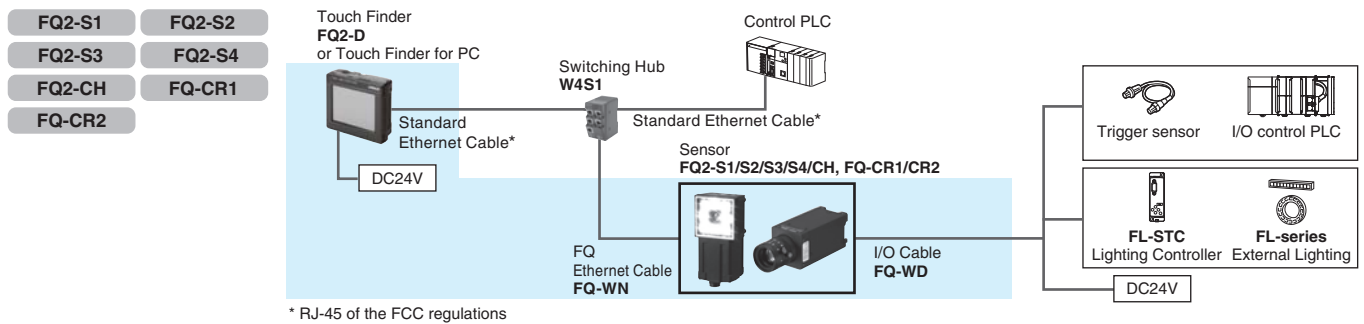 FQ2-S1 FQ2-S2
FQ2-S3 FQ2-S4
FQ2-CH FQ-CR1
FQ-CR2
Touch Finder
FQ2-D
or Touch Finder for PC
Standard
Ethernet Cable*
DC24V
Switching Hub
W4S1
Control PLC
Standard Ethernet Cable*
Sensor
FQ2-S1/S2/S3/S4/CH, FQ-CR1/CR2
FQ
Ethernet Cable
FQ-WN
I/O Cable
FQ-WD
Trigger sensor I/O control PLC
FL-STC FL-series
Lighting Controller External Lighting
DC24V
* RJ-45 of the FCC regulations